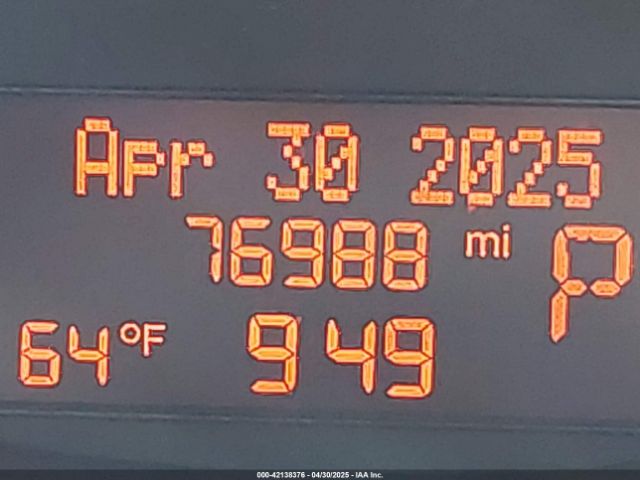 Apr 30 2025
76988 mi P
64°F 949
000-42138376 - 04/30/2025 - IAA Inc.